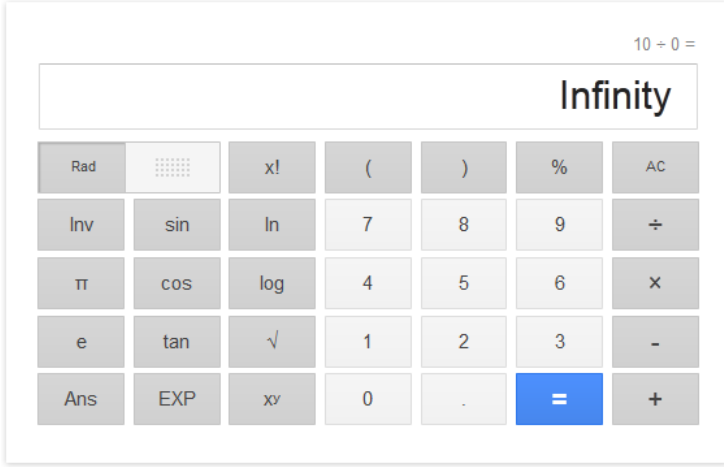 10 ÷ 0 =
Infinity
Rad x! ( ) % AC
Inv sin ln 7 8 9 ÷
π cos log 4 5 6 ×
e tan √ 1 2 3 -
Ans EXP xʸ 0 . = +